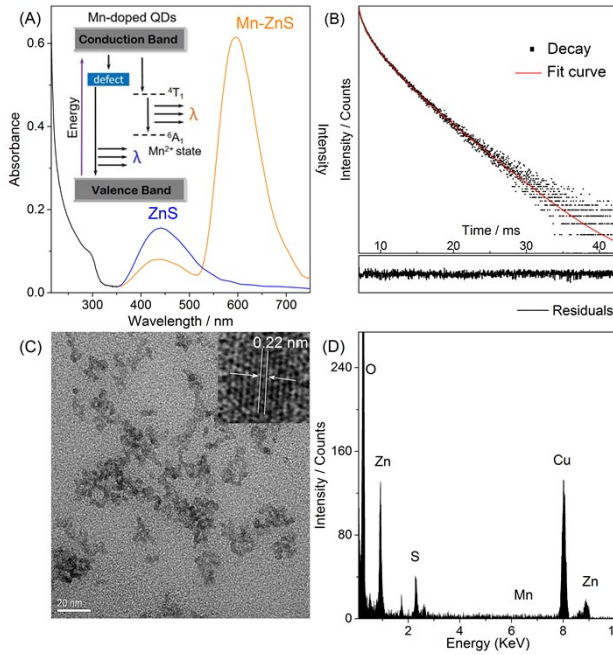 (A)
Mn-doped QDs
Conduction Band
defect
Energy
⁴T₁
λ
⁶A₁
Mn²⁺ state
λ
Valence Band
Mn-ZnS
ZnS
0.6
0.4
0.2
0.0
Absorbance
Intensity
300 400 500 600 700
Wavelength / nm
(B)
Decay
Fit curve
Intensity / Counts
Time / ms
10 20 30 40
Residuals
(C)
0.22 nm
20 nm
(D)
240
160
80
0
Intensity / Counts
O
Zn
S
Mn
Cu
Zn
2 4 6 8 1
Energy (KeV)